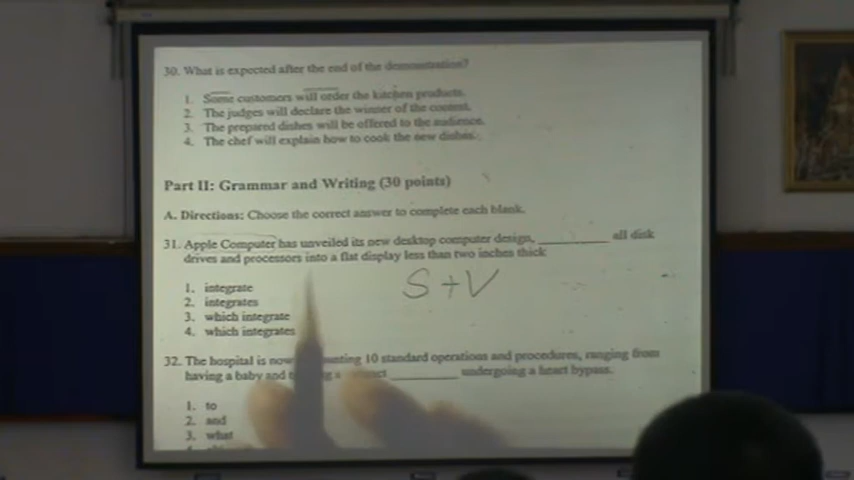 30. What is expected after the end of the demonstration?
1. Some customers will order the kitchen products.
2. The judges will declare the winner of the contest.
3. The prepared dishes will be offered to the audience.
4. The chef will explain how to cook the new dishes.
Part II: Grammar and Writing (30 points)
A. Directions: Choose the correct answer to complete each blank.
31. Apple Computer has unveiled its new desktop computer design, __________ all disk
drives and processors into a flat display less than two inches thick
S+V
1. integrate
2. integrates
3. which integrate
4. which integrates
32. The hospital is now 10 standard operations and procedures, ranging from
having a baby and __________ undergoing a heart bypass.
1. to
2. and
3. what